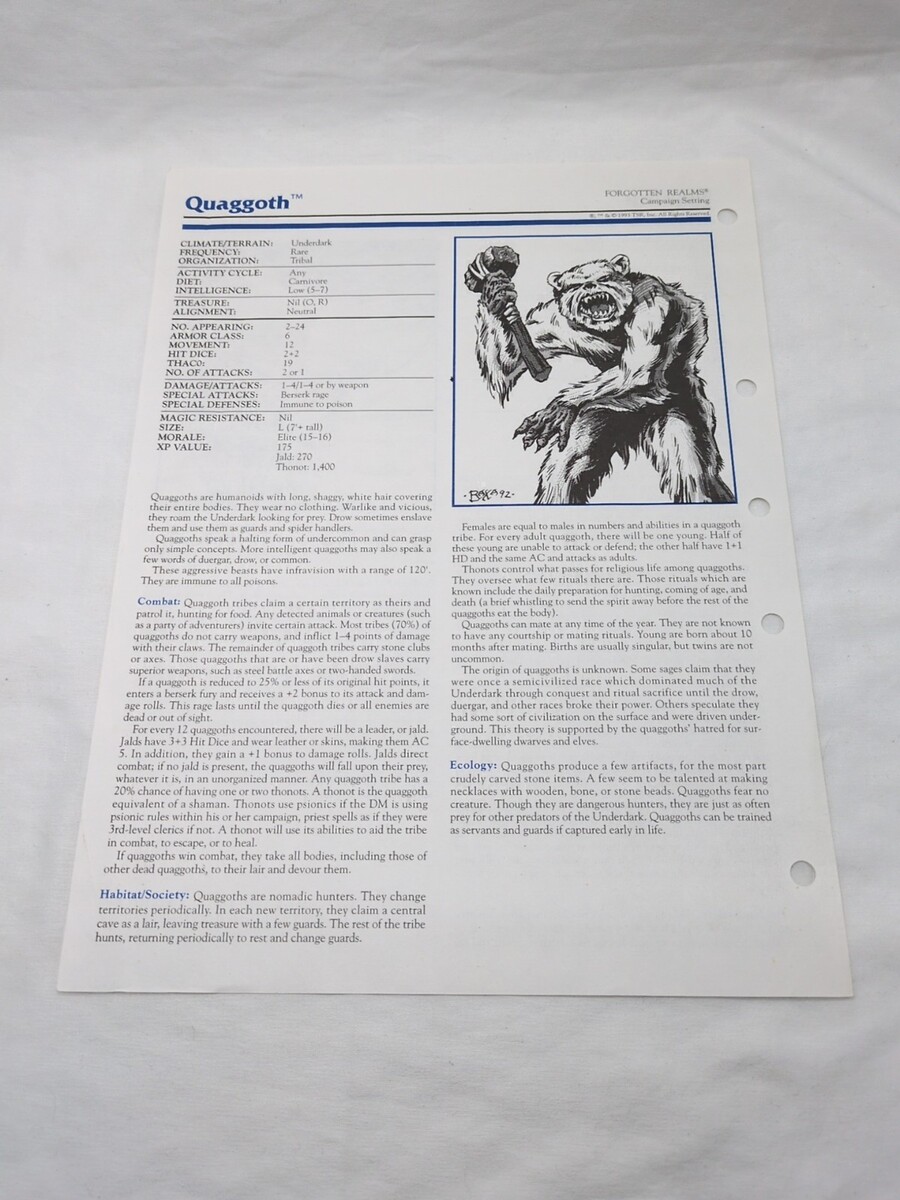 Quaggoth™
FORGOTTEN REALMS®
Campaign Setting
®, ™ & © 1993 TSR, Inc. All Rights Reserved.
CLIMATE/TERRAIN: Underdark
FREQUENCY: Rare
ORGANIZATION: Tribal
ACTIVITY CYCLE: Any
DIET: Carnivore
INTELLIGENCE: Low (5–7)
TREASURE: Nil (O, R)
ALIGNMENT: Neutral
NO. APPEARING: 2–24
ARMOR CLASS: 6
MOVEMENT: 12
HIT DICE: 2+2
THAC0: 19
NO. OF ATTACKS: 2 or 1
DAMAGE/ATTACKS: 1–4/1–4 or by weapon
SPECIAL ATTACKS: Berserk rage
SPECIAL DEFENSES: Immune to poison
MAGIC RESISTANCE: Nil
SIZE: L (7'+ tall)
MORALE: Elite (15–16)
XP VALUE: 175
Jald: 270
Thonot: 1,400
Quaggoths are humanoids with long, shaggy, white hair covering
their entire bodies. They wear no clothing. Warlike and vicious,
they roam the Underdark looking for prey. Drow sometimes enslave
them and use them as guards and spider handlers.
Quaggoths speak a halting form of undercommon and can grasp
only simple concepts. More intelligent quaggoths may also speak a
few words of duergar, drow, or common.
These aggressive beasts have infravision with a range of 120'.
They are immune to all poisons.
Combat: Quaggoth tribes claim a certain territory as theirs and
patrol it, hunting for food. Any detected animals or creatures (such
as a party of adventurers) invite certain attack. Most tribes (70%) of
quaggoths do not carry weapons, and inflict 1–4 points of damage
with their claws. The remainder of quaggoth tribes carry stone clubs
or axes. Those quaggoths that are or have been drow slaves carry
superior weapons, such as steel battle axes or two-handed swords.
If a quaggoth is reduced to 25% or less of its original hit points, it
enters a berserk fury and receives a +2 bonus to its attack and dam-
age rolls. This rage lasts until the quaggoth dies or all enemies are
dead or out of sight.
For every 12 quaggoths encountered, there will be a leader, or jald.
Jalds have 3+3 Hit Dice and wear leather or skins, making them AC
5. In addition, they gain a +1 bonus to damage rolls. Jalds direct
combat; if no jald is present, the quaggoths will fall upon their prey,
whatever it is, in an unorganized manner. Any quaggoth tribe has a
20% chance of having one or two thonots. A thonot is the quaggoth
equivalent of a shaman. Thonots use psionics if the DM is using
psionic rules within his or her campaign, priest spells as if they were
3rd-level clerics if not. A thonot will use its abilities to aid the tribe
in combat, to escape, or to heal.
If quaggoths win combat, they take all bodies, including those of
other dead quaggoths, to their lair and devour them.
Habitat/Society: Quaggoths are nomadic hunters. They change
territories periodically. In each new territory, they claim a central
cave as a lair, leaving treasure with a few guards. The rest of the tribe
hunts, returning periodically to rest and change guards.
92
Females are equal to males in numbers and abilities in a quaggoth
tribe. For every adult quaggoth, there will be one young. Half of
these young are unable to attack or defend; the other half have 1+1
HD and the same AC and attacks as adults.
Thonots control what passes for religious life among quaggoths.
They oversee what few rituals there are. Those rituals which are
known include the daily preparation for hunting, coming of age, and
death (a brief whistling to send the spirit away before the rest of the
quaggoths eat the body).
Quaggoths can mate at any time of the year. They are not known
to have any courtship or mating rituals. Young are born about 10
months after mating. Births are usually singular, but twins are not
uncommon.
The origin of quaggoths is unknown. Some sages claim that they
were once a semicivilized race which dominated much of the
Underdark through conquest and ritual sacrifice until the drow,
duergar, and other races broke their power. Others speculate they
had some sort of civilization on the surface and were driven under-
ground. This theory is supported by the quaggoths' hatred for sur-
face-dwelling dwarves and elves.
Ecology: Quaggoths produce a few artifacts, for the most part
crudely carved stone items. A few seem to be talented at making
necklaces with wooden, bone, or stone beads. Quaggoths fear no
creature. Though they are dangerous hunters, they are just as often
prey for other predators of the Underdark. Quaggoths can be trained
as servants and guards if captured early in life.